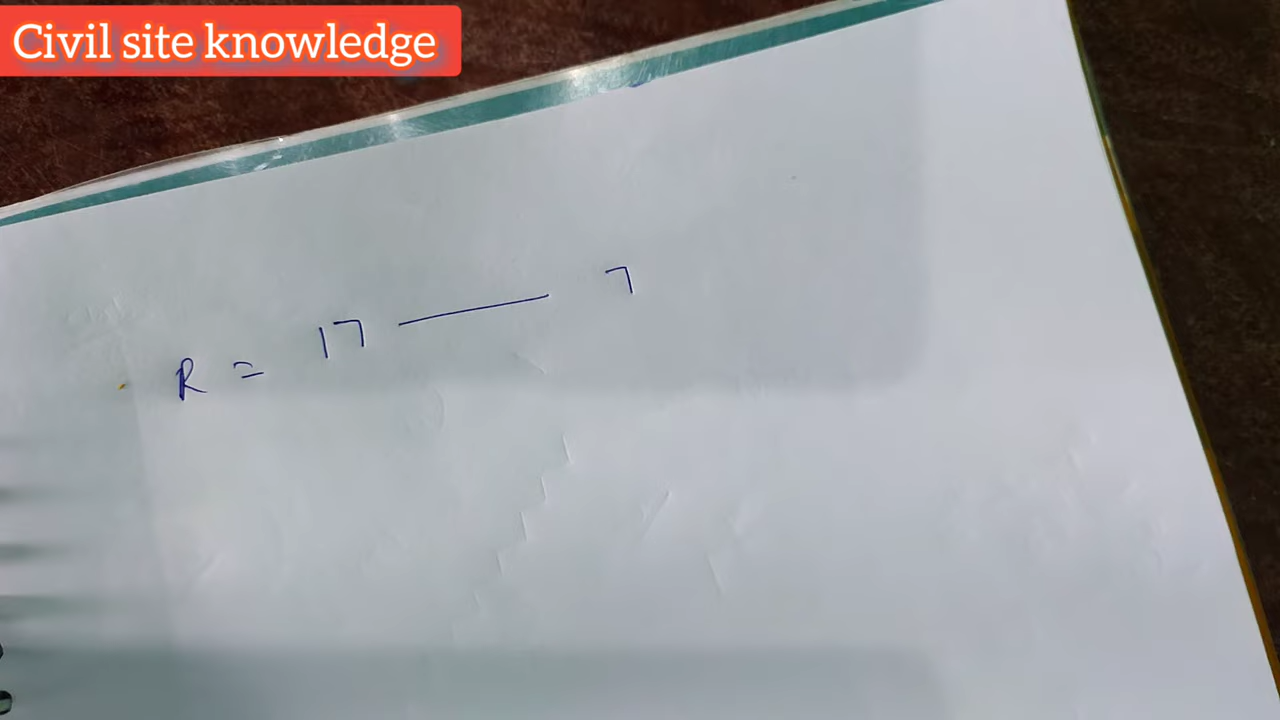 Civil site knowledge
R = 17 — 7